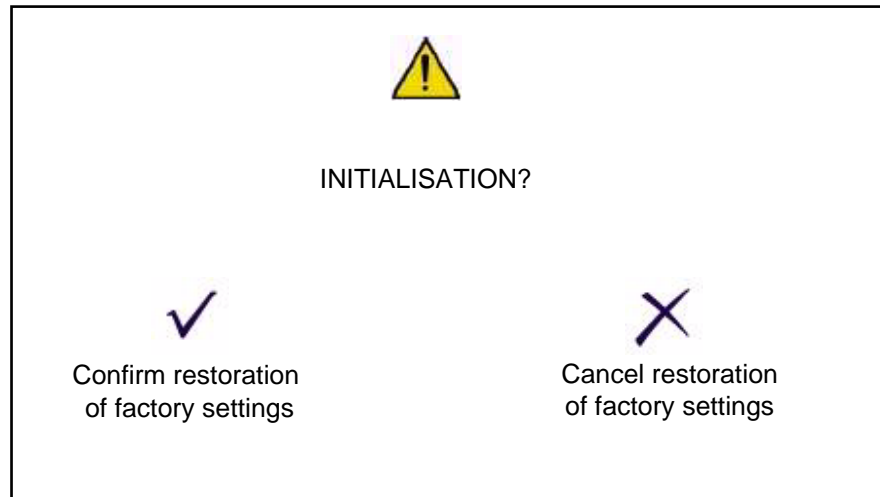 INITIALISATION?
Confirm restoration
of factory settings
Cancel restoration
of factory settings